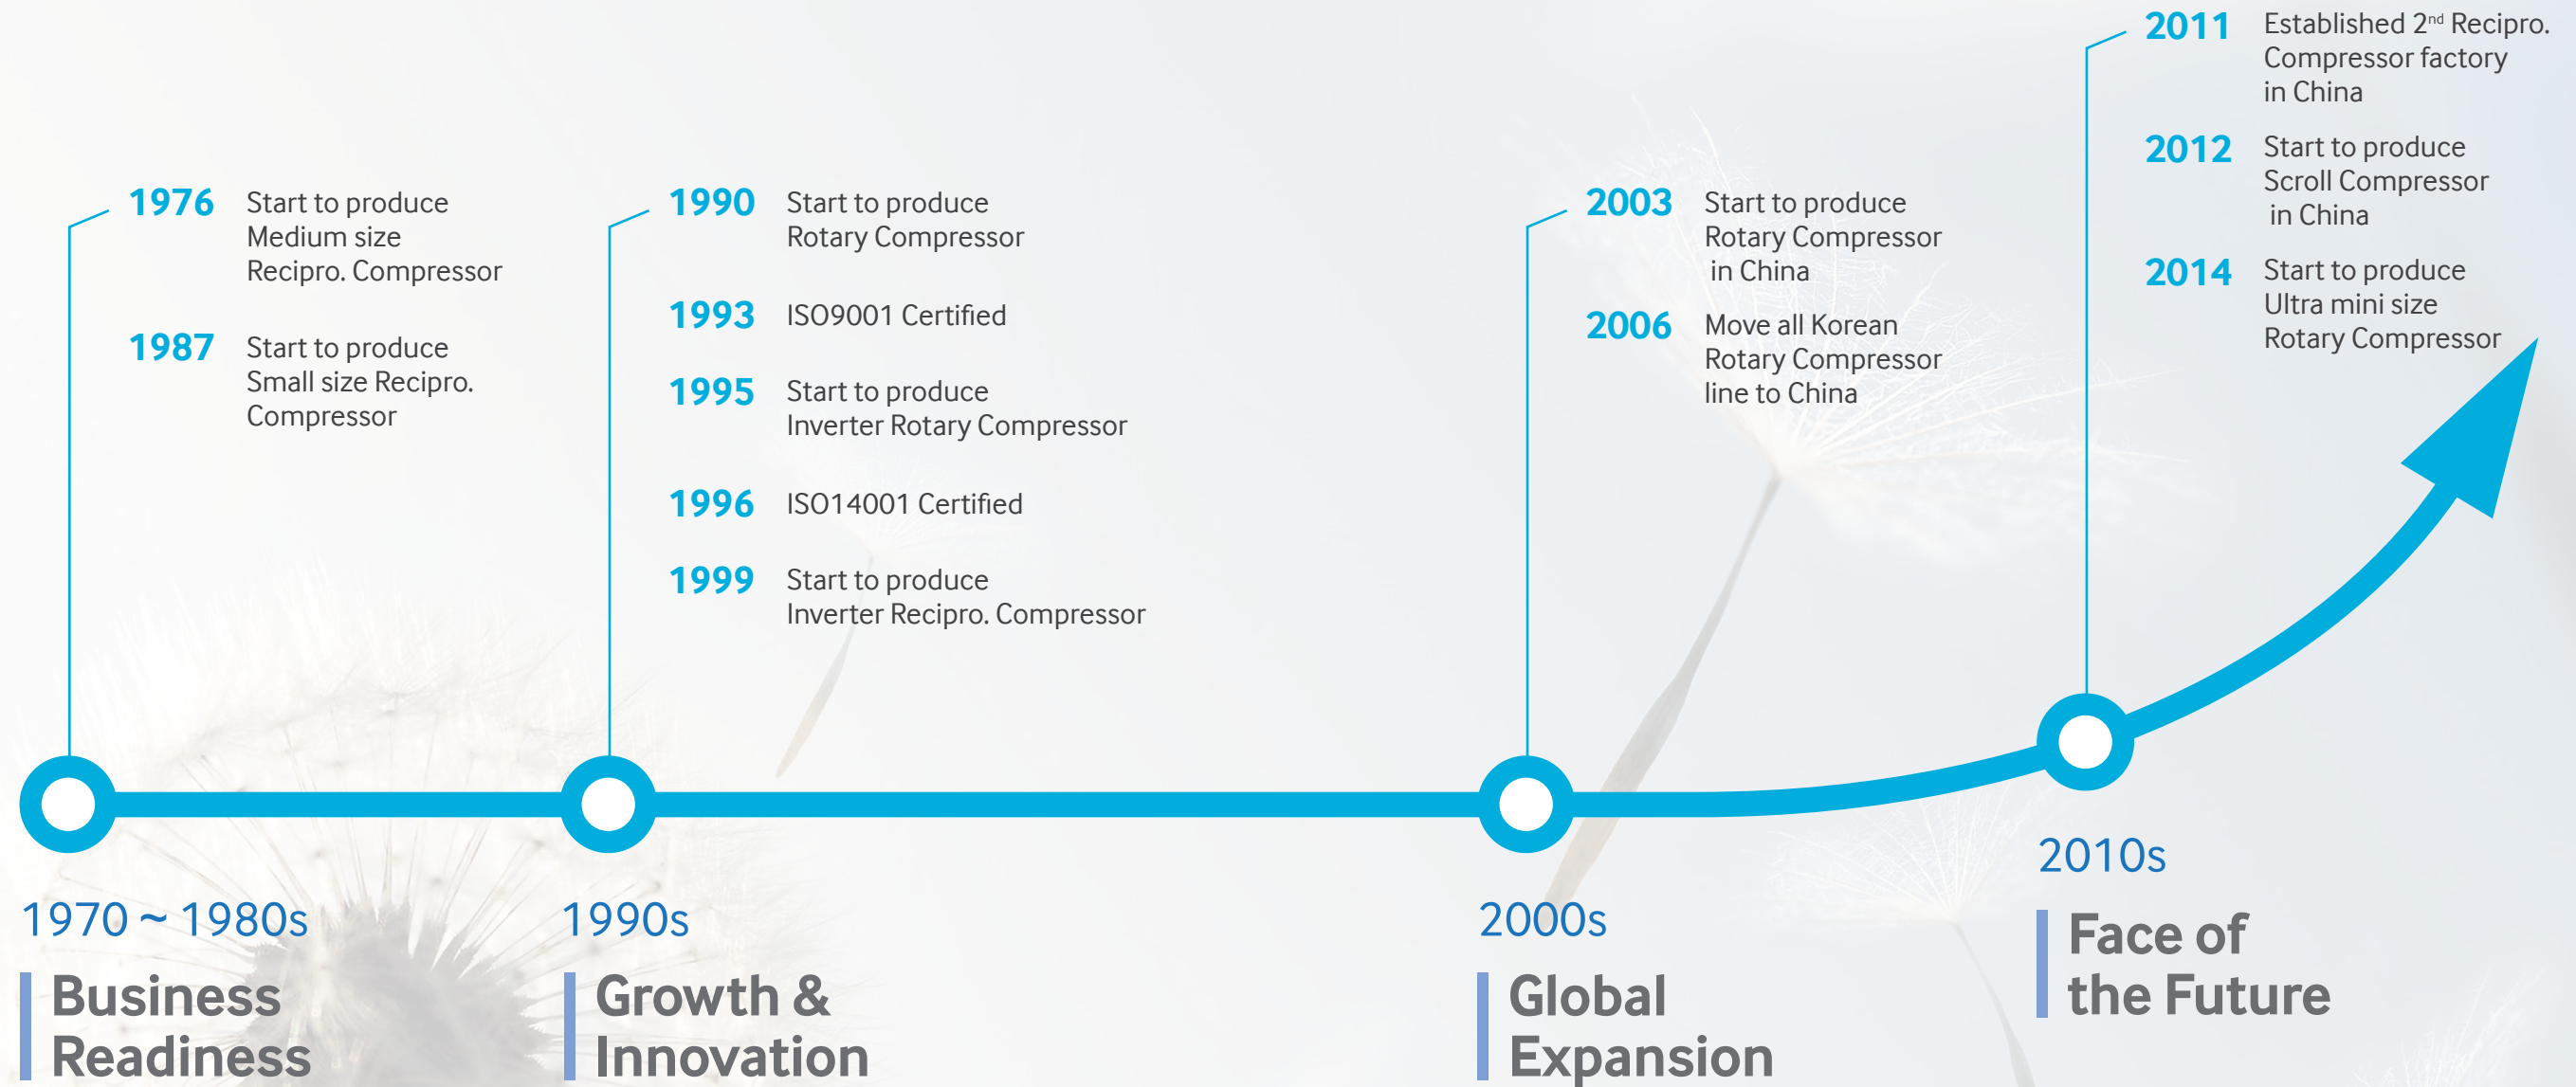 1976 Start to produce
Medium size
Recipro. Compressor
1987 Start to produce
Small size Recipro.
Compressor
1970 ~ 1980s
Business
Readiness
1990 Start to produce
Rotary Compressor
1993 ISO9001 Certified
1995 Start to produce
Inverter Rotary Compressor
1996 ISO14001 Certified
1999 Start to produce
Inverter Recipro. Compressor
1990s
Growth &
Innovation
2003 Start to produce
Rotary Compressor
in China
2006 Move all Korean
Rotary Compressor
line to China
2000s
Global
Expansion
2011 Established 2nd Recipro.
Compressor factory
in China
2012 Start to produce
Scroll Compressor
in China
2014 Start to produce
Ultra mini size
Rotary Compressor
2010s
Face of
the Future